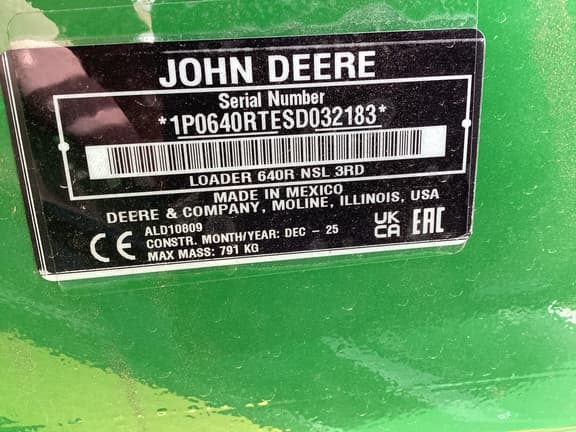 JOHN DEERE
Serial Number
*1P0640RTESD032183*
LOADER 640R NSL 3RD
MADE IN MEXICO
DEERE & COMPANY, MOLINE, ILLINOIS, USA
ALD10809
CONSTR. MONTH/YEAR: DEC - 25
MAX MASS: 791 KG
CE
UK
CA
EAC